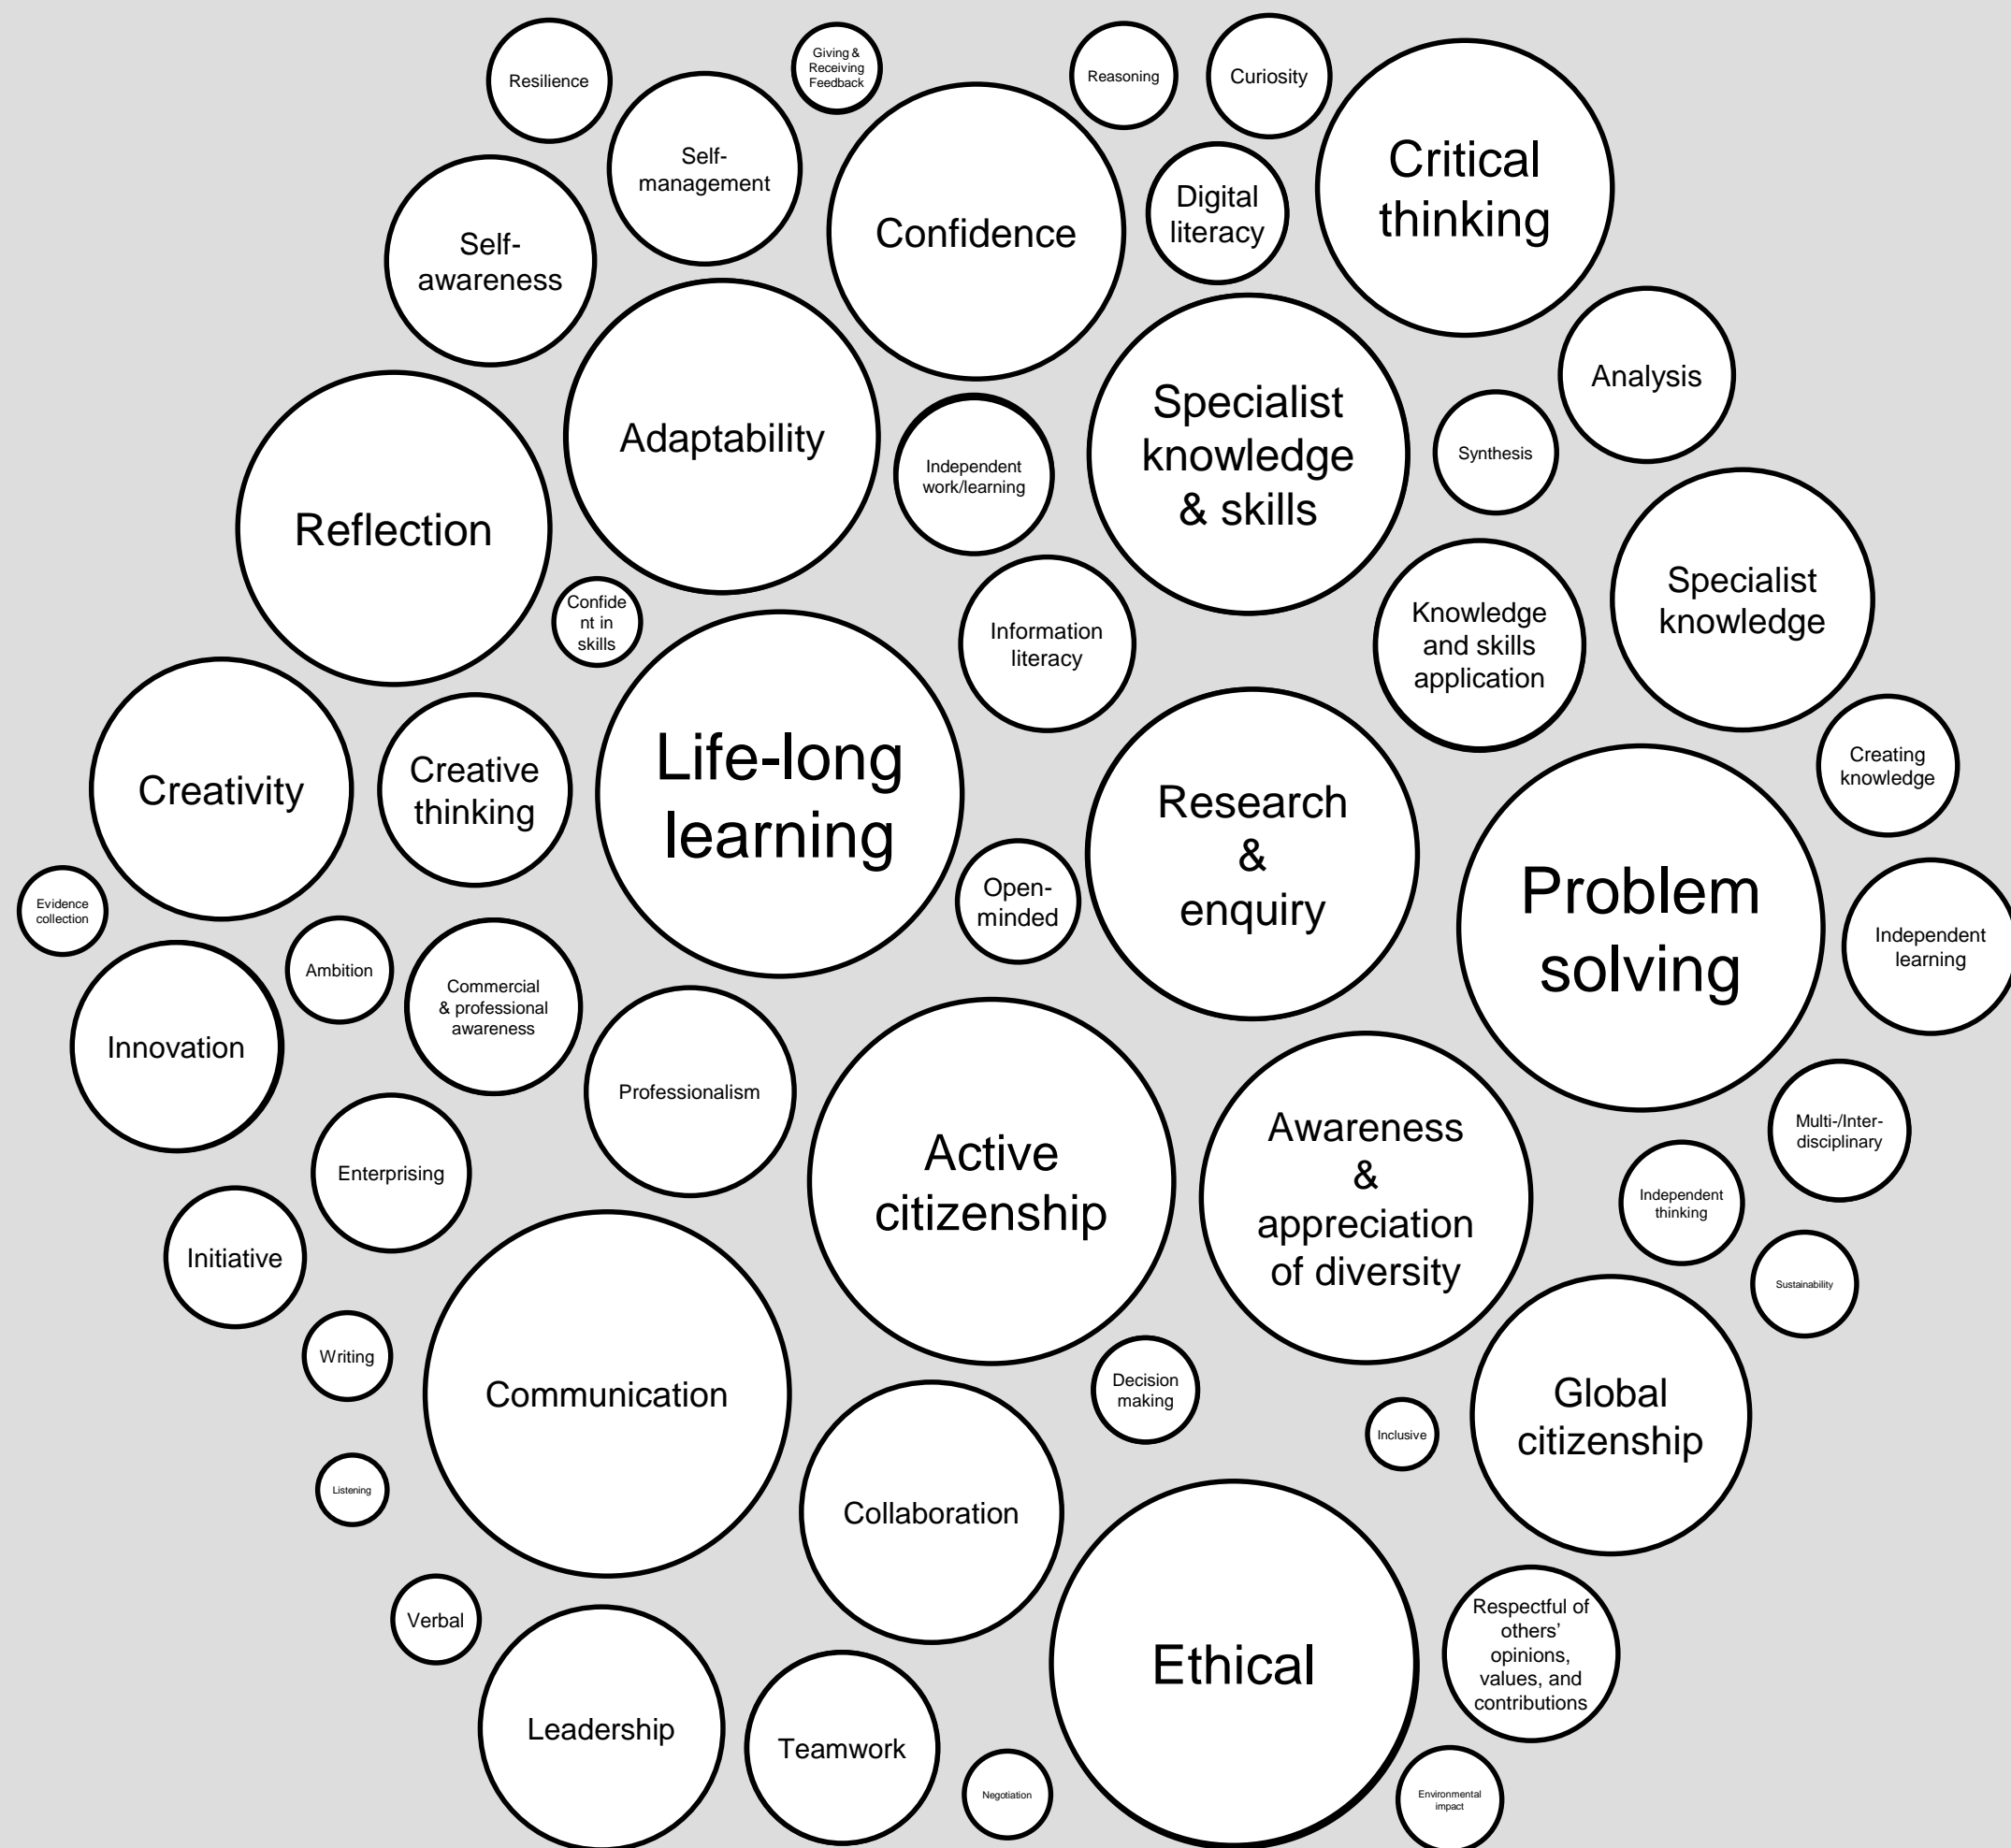 Resilience
Giving &
Receiving
Feedback
Reasoning
Curiosity
Critical
thinking
Self-
management
Confidence
Digital
literacy
Self-
awareness
Analysis
Adaptability
Specialist
knowledge
& skills
Synthesis
Independent
work/learning
Reflection
Confide
nt in
skills
Information
literacy
Knowledge
and skills
application
Specialist
knowledge
Creativity
Creative
thinking
Life-long
learning
Research
&
enquiry
Creating
knowledge
Problem
solving
Open-
minded
Evidence
collection
Independent
learning
Ambition
Commercial
& professional
awareness
Innovation
Professionalism
Active
citizenship
Awareness
&
appreciation
of diversity
Multi-/Inter-
disciplinary
Enterprising
Independent
thinking
Initiative
Sustainability
Writing
Communication
Decision
making
Inclusive
Global
citizenship
Listening
Collaboration
Verbal
Ethical
Respectful of
others’
opinions,
values, and
contributions
Leadership
Teamwork
Negotiation
Environmental
impact